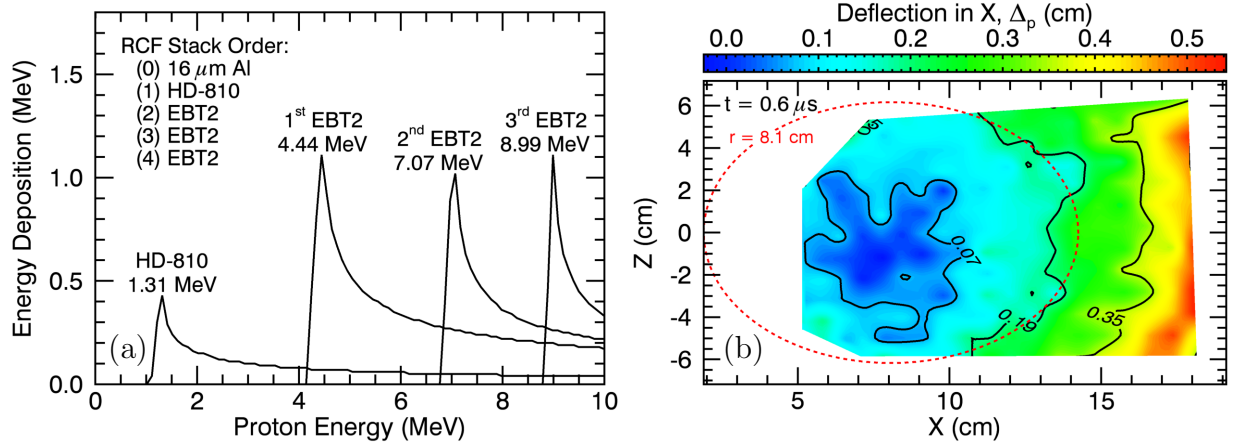 RCF Stack Order:
(0) 16 μm Al
(1) HD-810
(2) EBT2
(3) EBT2
(4) EBT2
1st EBT2
4.44 MeV
2nd EBT2
7.07 MeV
3rd EBT2
8.99 MeV
HD-810
1.31 MeV
(a)
Energy Deposition (MeV)
1.5
1.0
0.5
0.0
0 2 4 6 8 10
Proton Energy (MeV)
Deflection in X, Δp (cm)
0.0 0.1 0.2 0.3 0.4 0.5
t = 0.6 μs
r = 8.1 cm
0.07
0.19
0.35
(b)
Z (cm)
6
4
2
0
-2
-4
-6
5 10 15
X (cm)